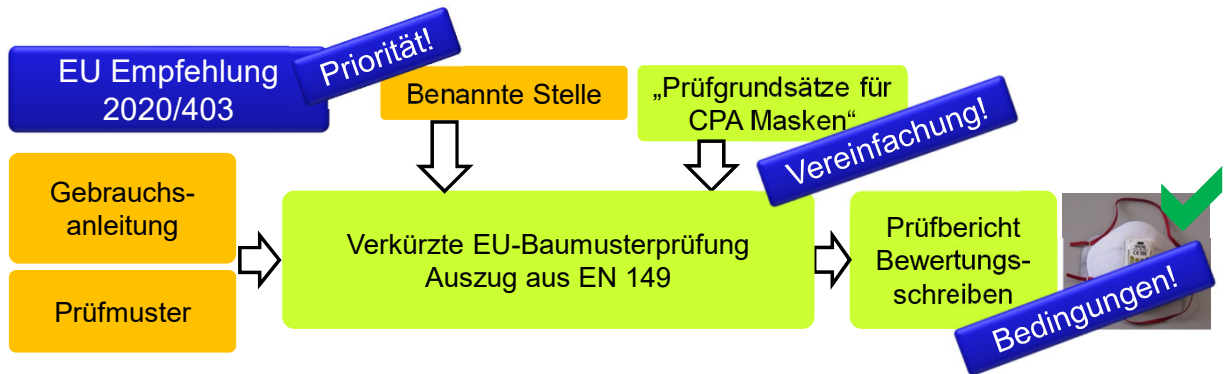 EU Empfehlung
2020/403
Priorität!
Benannte Stelle
„Prüfgrundsätze für
CPA Masken“
Vereinfachung!
Gebrauchs-
anleitung
Prüfmuster
Verkürzte EU-Baumusterprüfung
Auszug aus EN 149
Prüfbericht
Bewertungs-
schreiben
Bedingungen!